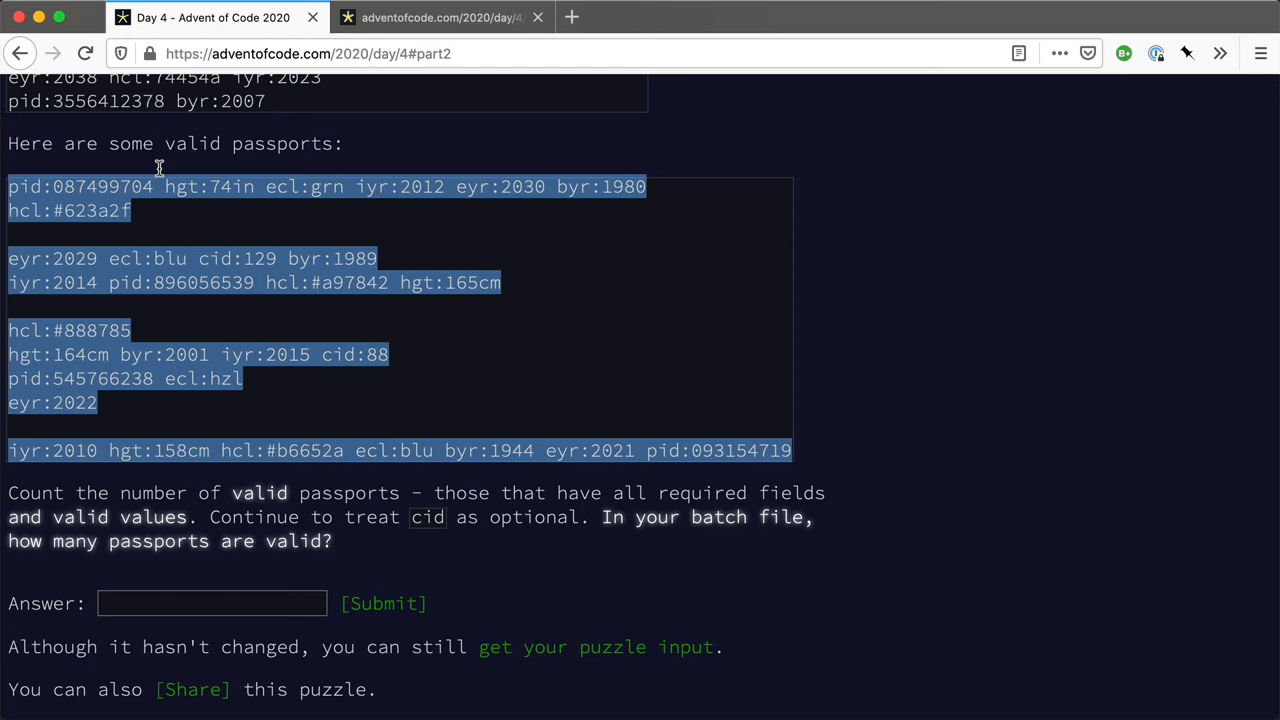 Day 4 - Advent of Code 2020
adventofcode.com/2020/day/4
https://adventofcode.com/2020/day/4#part2
eyr:2038 hcl:74454a iyr:2023
pid:3556412378 byr:2007
Here are some valid passports:
pid:087499704 hgt:74in ecl:grn iyr:2012 eyr:2030 byr:1980
hcl:#623a2f
eyr:2029 ecl:blu cid:129 byr:1989
iyr:2014 pid:896056539 hcl:#a97842 hgt:165cm
hcl:#888785
hgt:164cm byr:2001 iyr:2015 cid:88
pid:545766238 ecl:hzl
eyr:2022
iyr:2010 hgt:158cm hcl:#b6652a ecl:blu byr:1944 eyr:2021 pid:093154719
Count the number of valid passports - those that have all required fields
and valid values. Continue to treat cid as optional. In your batch file,
how many passports are valid?
Answer: [Submit]
Although it hasn't changed, you can still get your puzzle input.
You can also [Share] this puzzle.